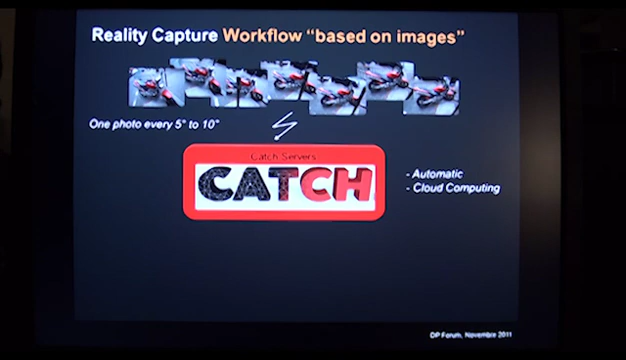 Reality Capture Workflow "based on images"
One photo every 5° to 10°
Catch Servers
CATCH
- Automatic
- Cloud Computing
DP Forum, Novembre 2011